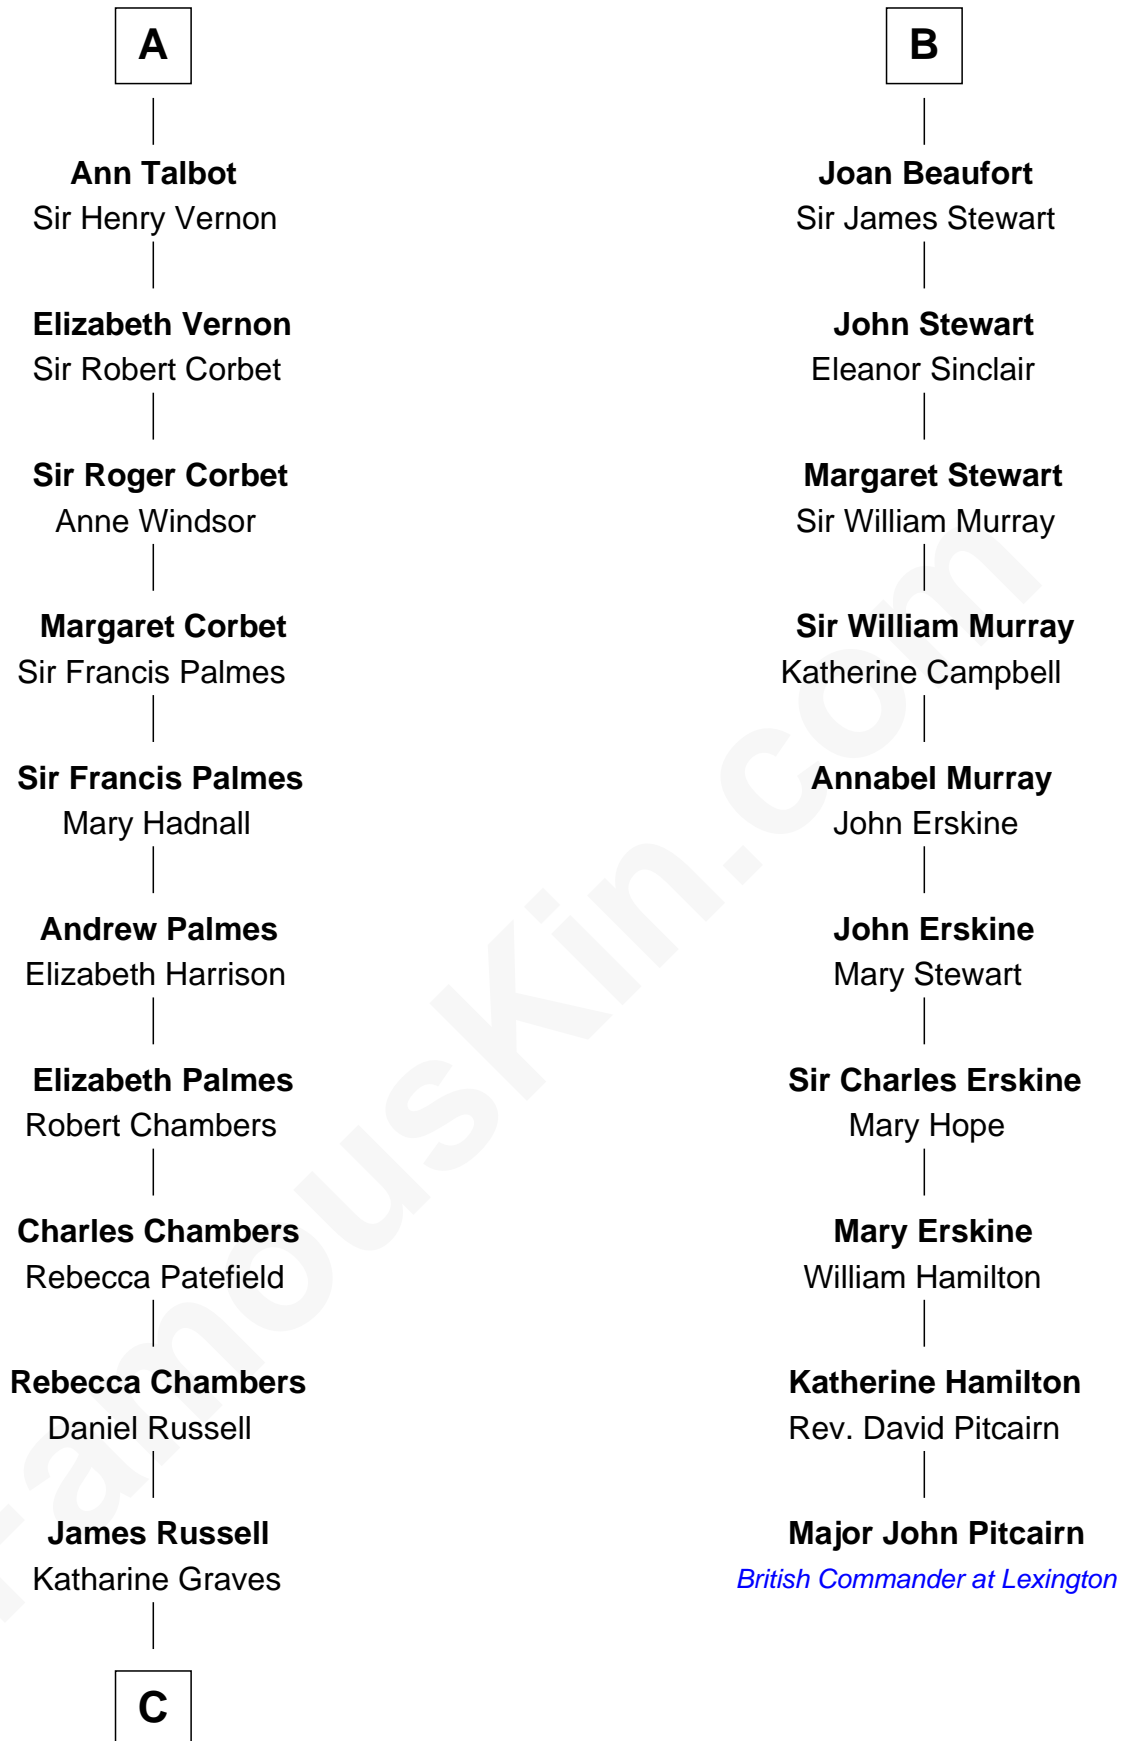 A
Ann Talbot
Sir Henry Vernon
Elizabeth Vernon
Sir Robert Corbet
Sir Roger Corbet
Anne Windsor
Margaret Corbet
Sir Francis Palmes
Sir Francis Palmes
Mary Hadnall
Andrew Palmes
Elizabeth Harrison
Elizabeth Palmes
Robert Chambers
Charles Chambers
Rebecca Patefield
Rebecca Chambers
Daniel Russell
James Russell
Katharine Graves
C
B
Joan Beaufort
Sir James Stewart
John Stewart
Eleanor Sinclair
Margaret Stewart
Sir William Murray
Sir William Murray
Katherine Campbell
Annabel Murray
John Erskine
John Erskine
Mary Stewart
Sir Charles Erskine
Mary Hope
Mary Erskine
William Hamilton
Katherine Hamilton
Rev. David Pitcairn
Major John Pitcairn
British Commander at Lexington
FamousKin.com